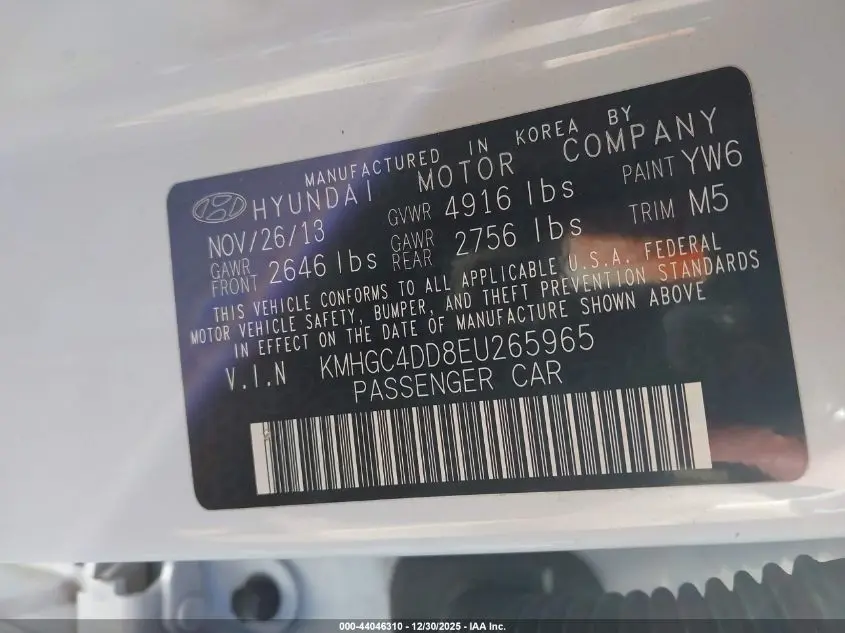 MANUFACTURED IN KOREA BY
HYUNDAI MOTOR COMPANY
NOV/26/13 GVWR 4916 lbs PAINT YW6
GAWR FRONT 2646 lbs GAWR REAR 2756 lbs TRIM M5
THIS VEHICLE CONFORMS TO ALL APPLICABLE U.S.A. FEDERAL
MOTOR VEHICLE SAFETY, BUMPER, AND THEFT PREVENTION STANDARDS
IN EFFECT ON THE DATE OF MANUFACTURE SHOWN ABOVE
V.I.N KMHGC4DD8EU265965
PASSENGER CAR
000-44046310 - 12/30/2025 - IAA Inc.